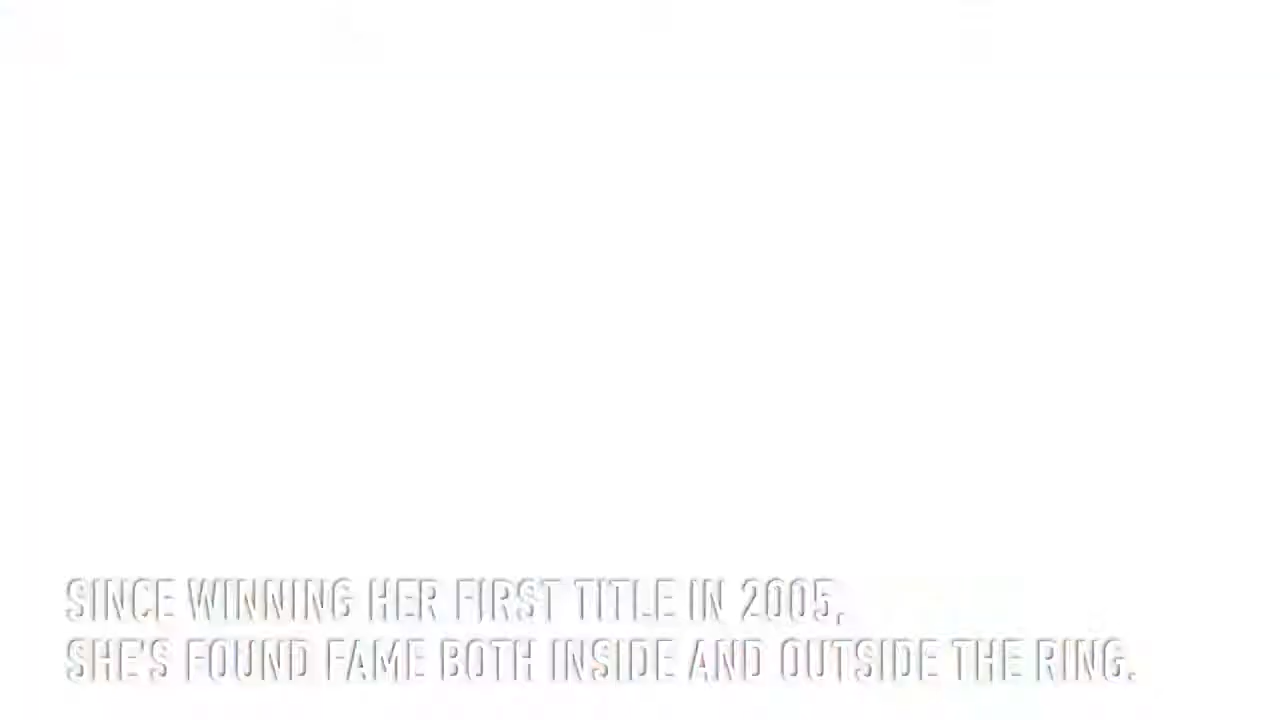 SINCE WINNING HER FIRST TITLE IN 2005,
SHE'S FOUND FAME BOTH INSIDE AND OUTSIDE THE RING.